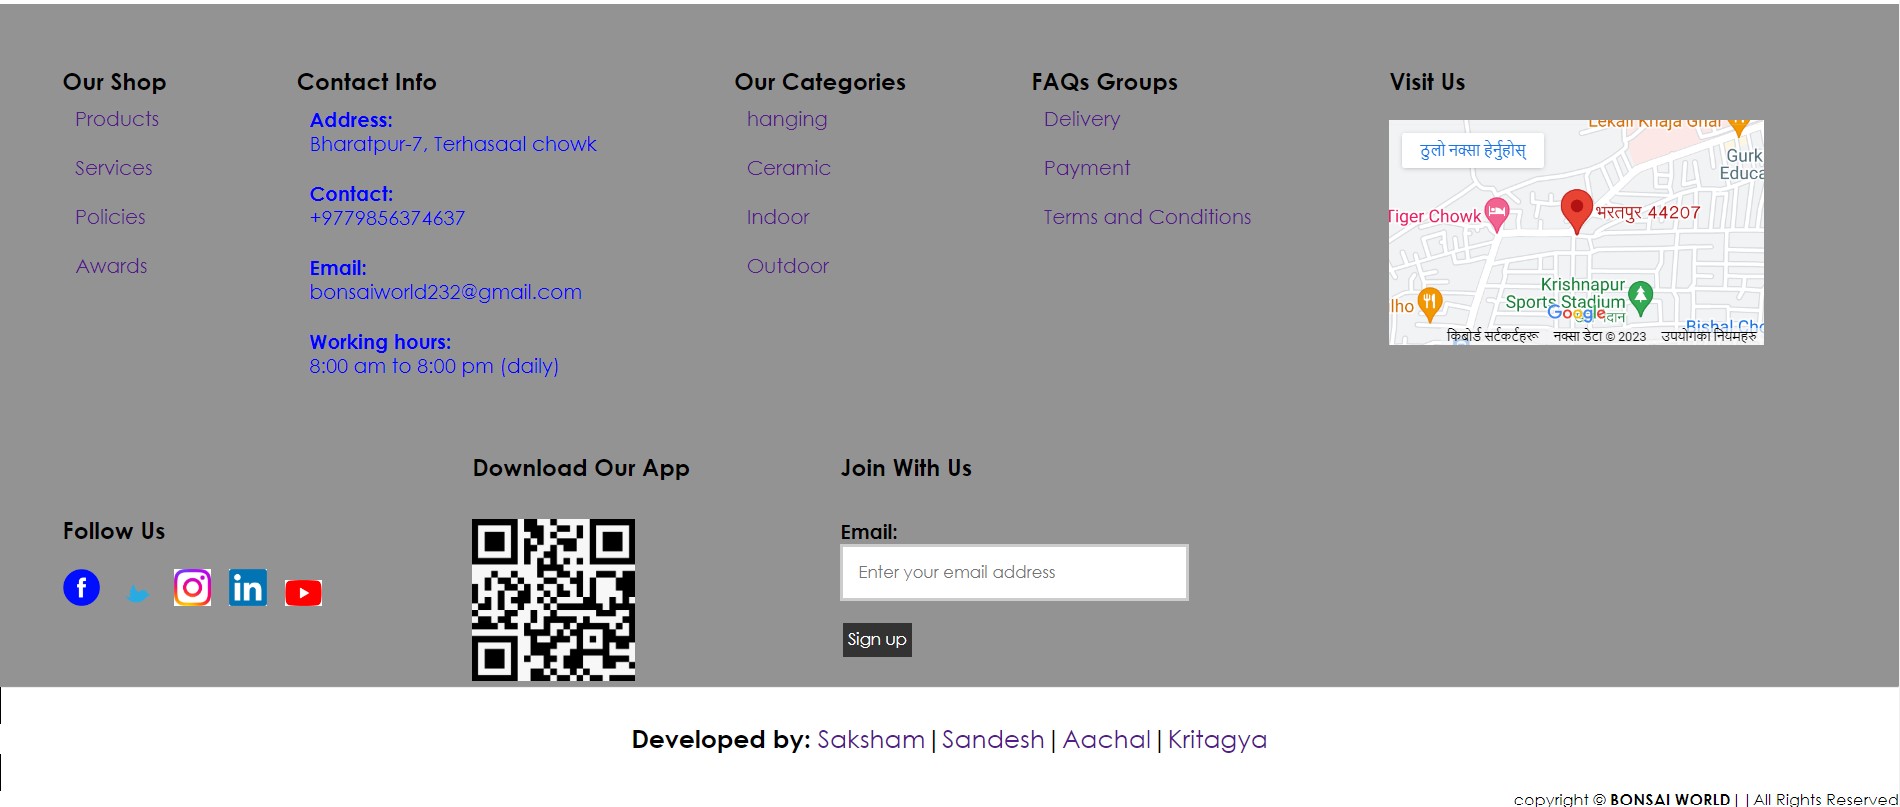 Our Shop
Products
Services
Policies
Awards
Contact Info
Address:
Bharatpur-7, Terhasaal chowk
Contact:
+9779856374637
Email:
bonsaiworld232@gmail.com
Working hours:
8:00 am to 8:00 pm (daily)
Our Categories
hanging
Ceramic
Indoor
Outdoor
FAQs Groups
Delivery
Payment
Terms and Conditions
Visit Us
Lekali Khaja Ghar
ठुलो नक्सा हेर्नुहोस्
Gurk
Educa
Tiger Chowk
भरतपुर 44207
Krishnapur
Sports Stadium
lho
Google
Bishal Cho
किबोर्ड सर्टकर्टहरू नक्सा डेटा © 2023 उपयोगका नियमहरु
Follow Us
Download Our App
Join With Us
Email:
Enter your email address
Sign up
Developed by: Saksham|Sandesh|Aachal|Kritagya
copyright © BONSAI WORLD||All Rights Reserved